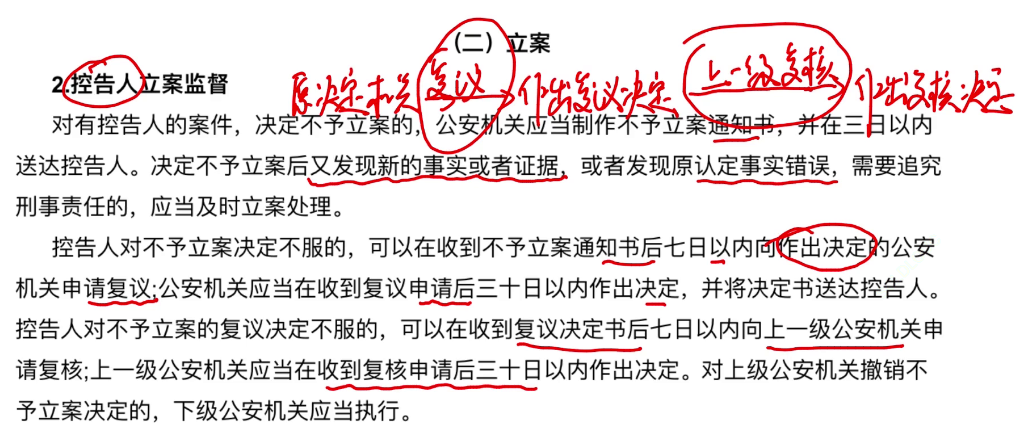 （二）立案
2.控告人立案监督
原决定机关 复议 作出复议决定 上一级复核 作出复核决定
对有控告人的案件，决定不予立案的，公安机关应当制作不予立案通知书，并在三日以内
送达控告人。决定不予立案后又发现新的事实或者证据，或者发现原认定事实错误，需要追究
刑事责任的，应当及时立案处理。
控告人对不予立案决定不服的，可以在收到不予立案通知书后七日以内向作出决定的公安
机关申请复议;公安机关应当在收到复议申请后三十日以内作出决定，并将决定书送达控告人。
控告人对不予立案的复议决定不服的，可以在收到复议决定书后七日以内向上一级公安机关申
请复核;上一级公安机关应当在收到复核申请后三十日以内作出决定。对上级公安机关撤销不
予立案决定的，下级公安机关应当执行。